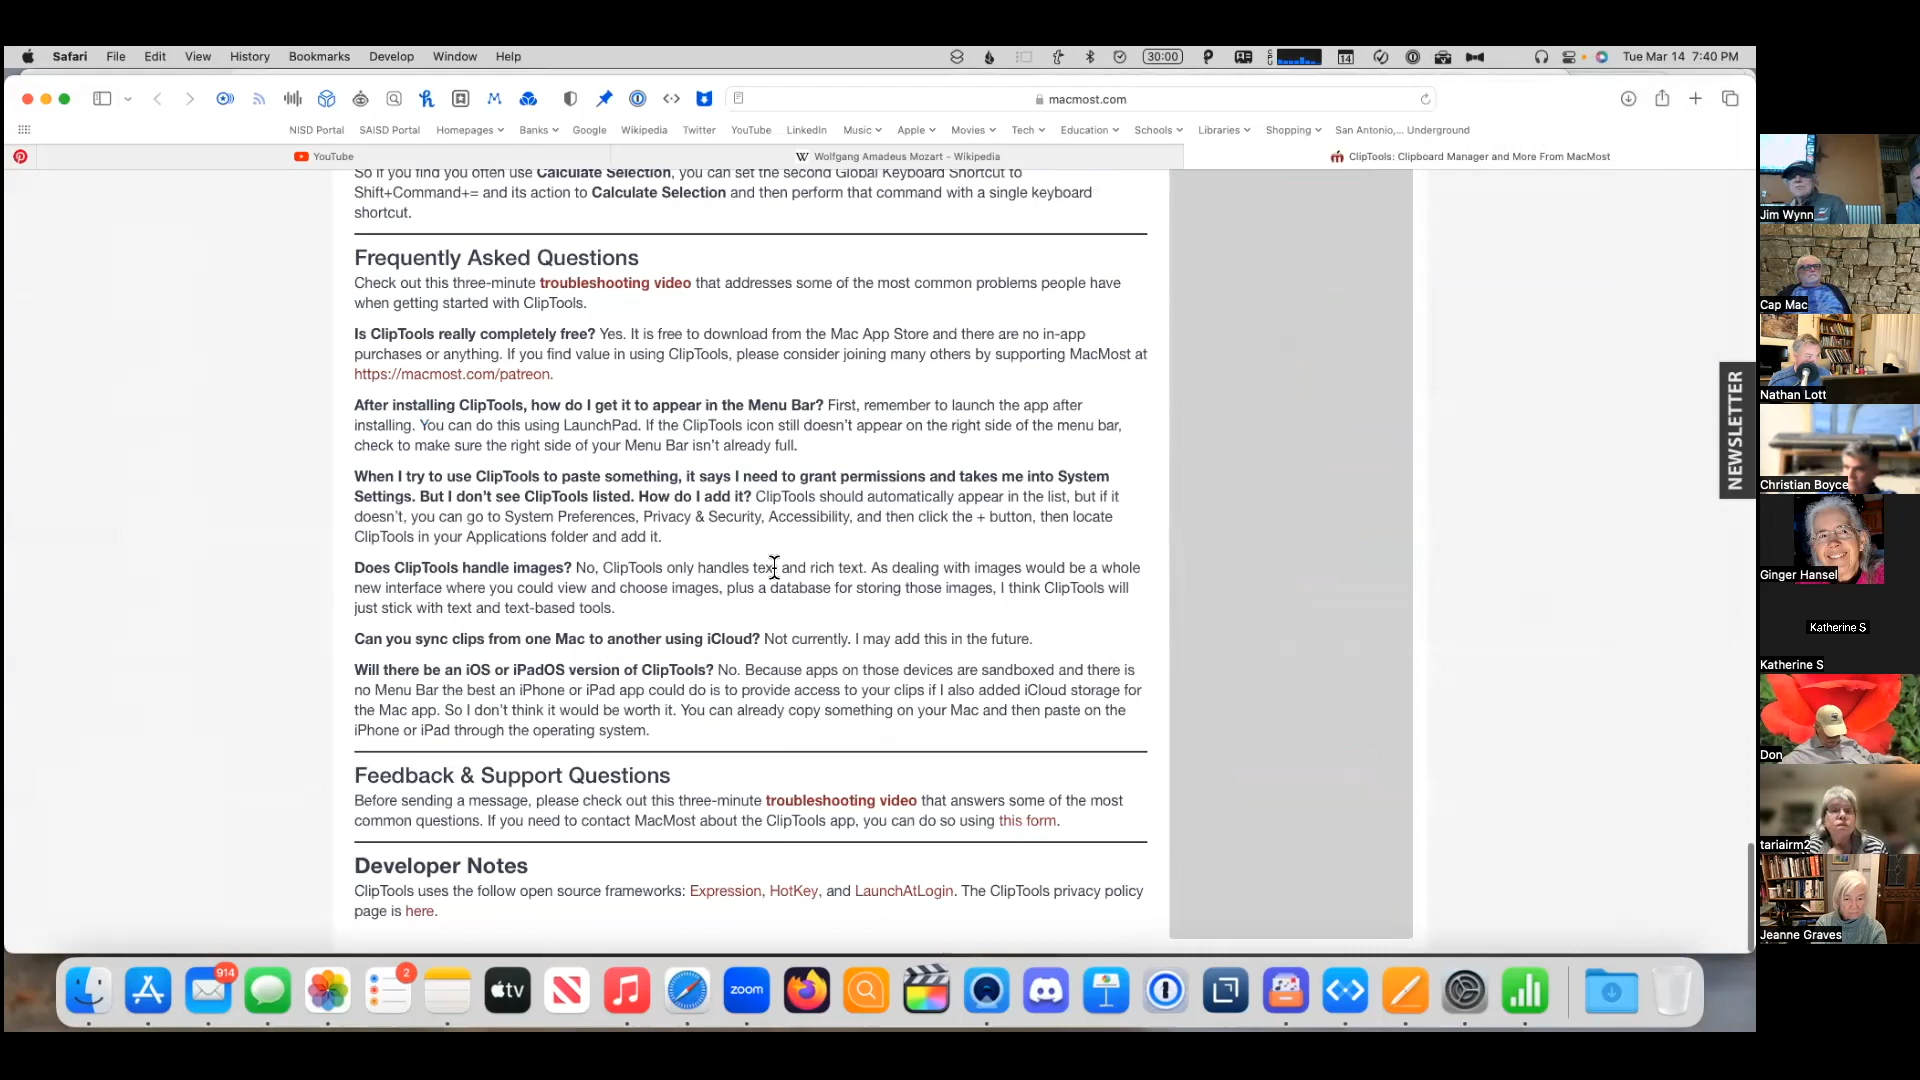 Safari File Edit View History Bookmarks Develop Window Help 30:00 14 Tue Mar 14 7:40 PM
macmost.com
NISD Portal SAISD Portal Homepages Banks Google Wikipedia Twitter YouTube LinkedIn Music Apple Movies Tech Education Schools Libraries Shopping San Antonio,... Underground
YouTube Wolfgang Amadeus Mozart - Wikipedia ClipTools: Clipboard Manager and More From MacMost
So if you find you often use Calculate Selection, you can set the second Global Keyboard Shortcut to
Shift+Command+= and its action to Calculate Selection and then perform that command with a single keyboard
shortcut.
Frequently Asked Questions
Check out this three-minute troubleshooting video that addresses some of the most common problems people have
when getting started with ClipTools.
Is ClipTools really completely free? Yes. It is free to download from the Mac App Store and there are no in-app
purchases or anything. If you find value in using ClipTools, please consider joining many others by supporting MacMost at
https://macmost.com/patreon.
After installing ClipTools, how do I get it to appear in the Menu Bar? First, remember to launch the app after
installing. You can do this using LaunchPad. If the ClipTools icon still doesn't appear on the right side of the menu bar,
check to make sure the right side of your Menu Bar isn't already full.
When I try to use ClipTools to paste something, it says I need to grant permissions and takes me into System
Settings. But I don't see ClipTools listed. How do I add it? ClipTools should automatically appear in the list, but if it
doesn't, you can go to System Preferences, Privacy & Security, Accessibility, and then click the + button, then locate
ClipTools in your Applications folder and add it.
Does ClipTools handle images? No, ClipTools only handles text and rich text. As dealing with images would be a whole
new interface where you could view and choose images, plus a database for storing those images, I think ClipTools will
just stick with text and text-based tools.
Can you sync clips from one Mac to another using iCloud? Not currently. I may add this in the future.
Will there be an iOS or iPadOS version of ClipTools? No. Because apps on those devices are sandboxed and there is
no Menu Bar the best an iPhone or iPad app could do is to provide access to your clips if I also added iCloud storage for
the Mac app. So I don't think it would be worth it. You can already copy something on your Mac and then paste on the
iPhone or iPad through the operating system.
Feedback & Support Questions
Before sending a message, please check out this three-minute troubleshooting video that answers some of the most
common questions. If you need to contact MacMost about the ClipTools app, you can do so using this form.
Developer Notes
ClipTools uses the follow open source frameworks: Expression, HotKey, and LaunchAtLogin. The ClipTools privacy policy
page is here.
NEWSLETTER
914 2
tv zoom
Jim Wynn
Cap Mac
Nathan Lott
Christian Boyce
Ginger Hansel
Katherine S
Katherine S
Don
tariairm2
Jeanne Graves